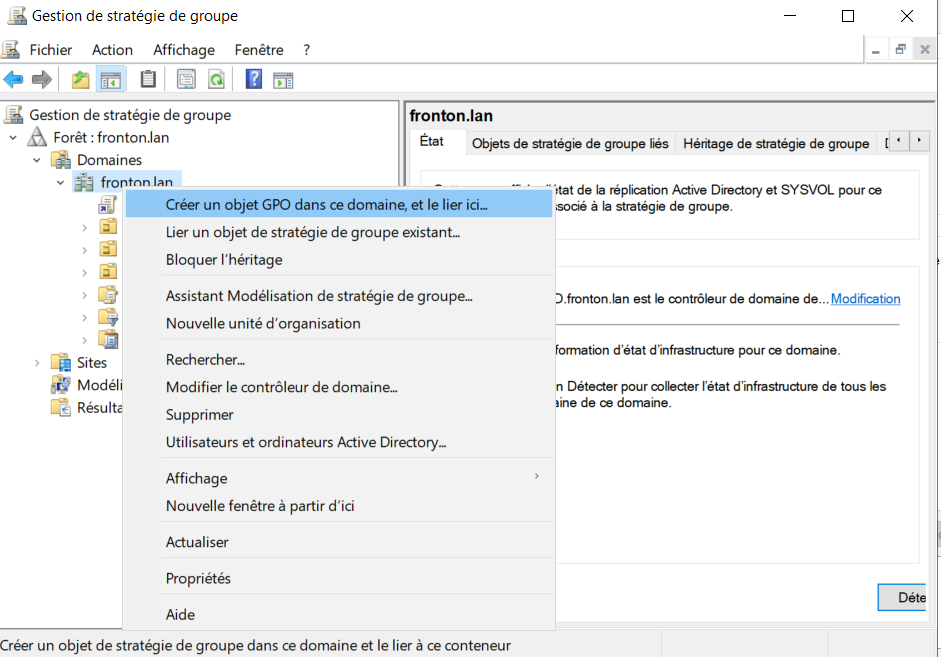 Gestion de stratégie de groupe
Fichier Action Affichage Fenêtre ?
Gestion de stratégie de groupe
Forêt : fronton.lan
Domaines
fronton.lan
Sites
Modéli
Résulta
Créer un objet GPO dans ce domaine, et le lier ici...
Lier un objet de stratégie de groupe existant...
Bloquer l'héritage
Assistant Modélisation de stratégie de groupe...
Nouvelle unité d'organisation
Rechercher...
Modifier le contrôleur de domaine...
Supprimer
Utilisateurs et ordinateurs Active Directory...
Affichage
Nouvelle fenêtre à partir d'ici
Actualiser
Propriétés
Aide
fronton.lan
État Objets de stratégie de groupe liés Héritage de stratégie de groupe
état de la réplication Active Directory et SYSVOL pour ce
ssocié à la stratégie de groupe.
D.fronton.lan est le contrôleur de domaine de... Modification
formation d'état d'infrastructure pour ce domaine.
n Détecter pour collecter l'état d'infrastructure de tous les
aine de ce domaine.
Déte
Créer un objet de stratégie de groupe dans ce domaine et le lier à ce conteneur